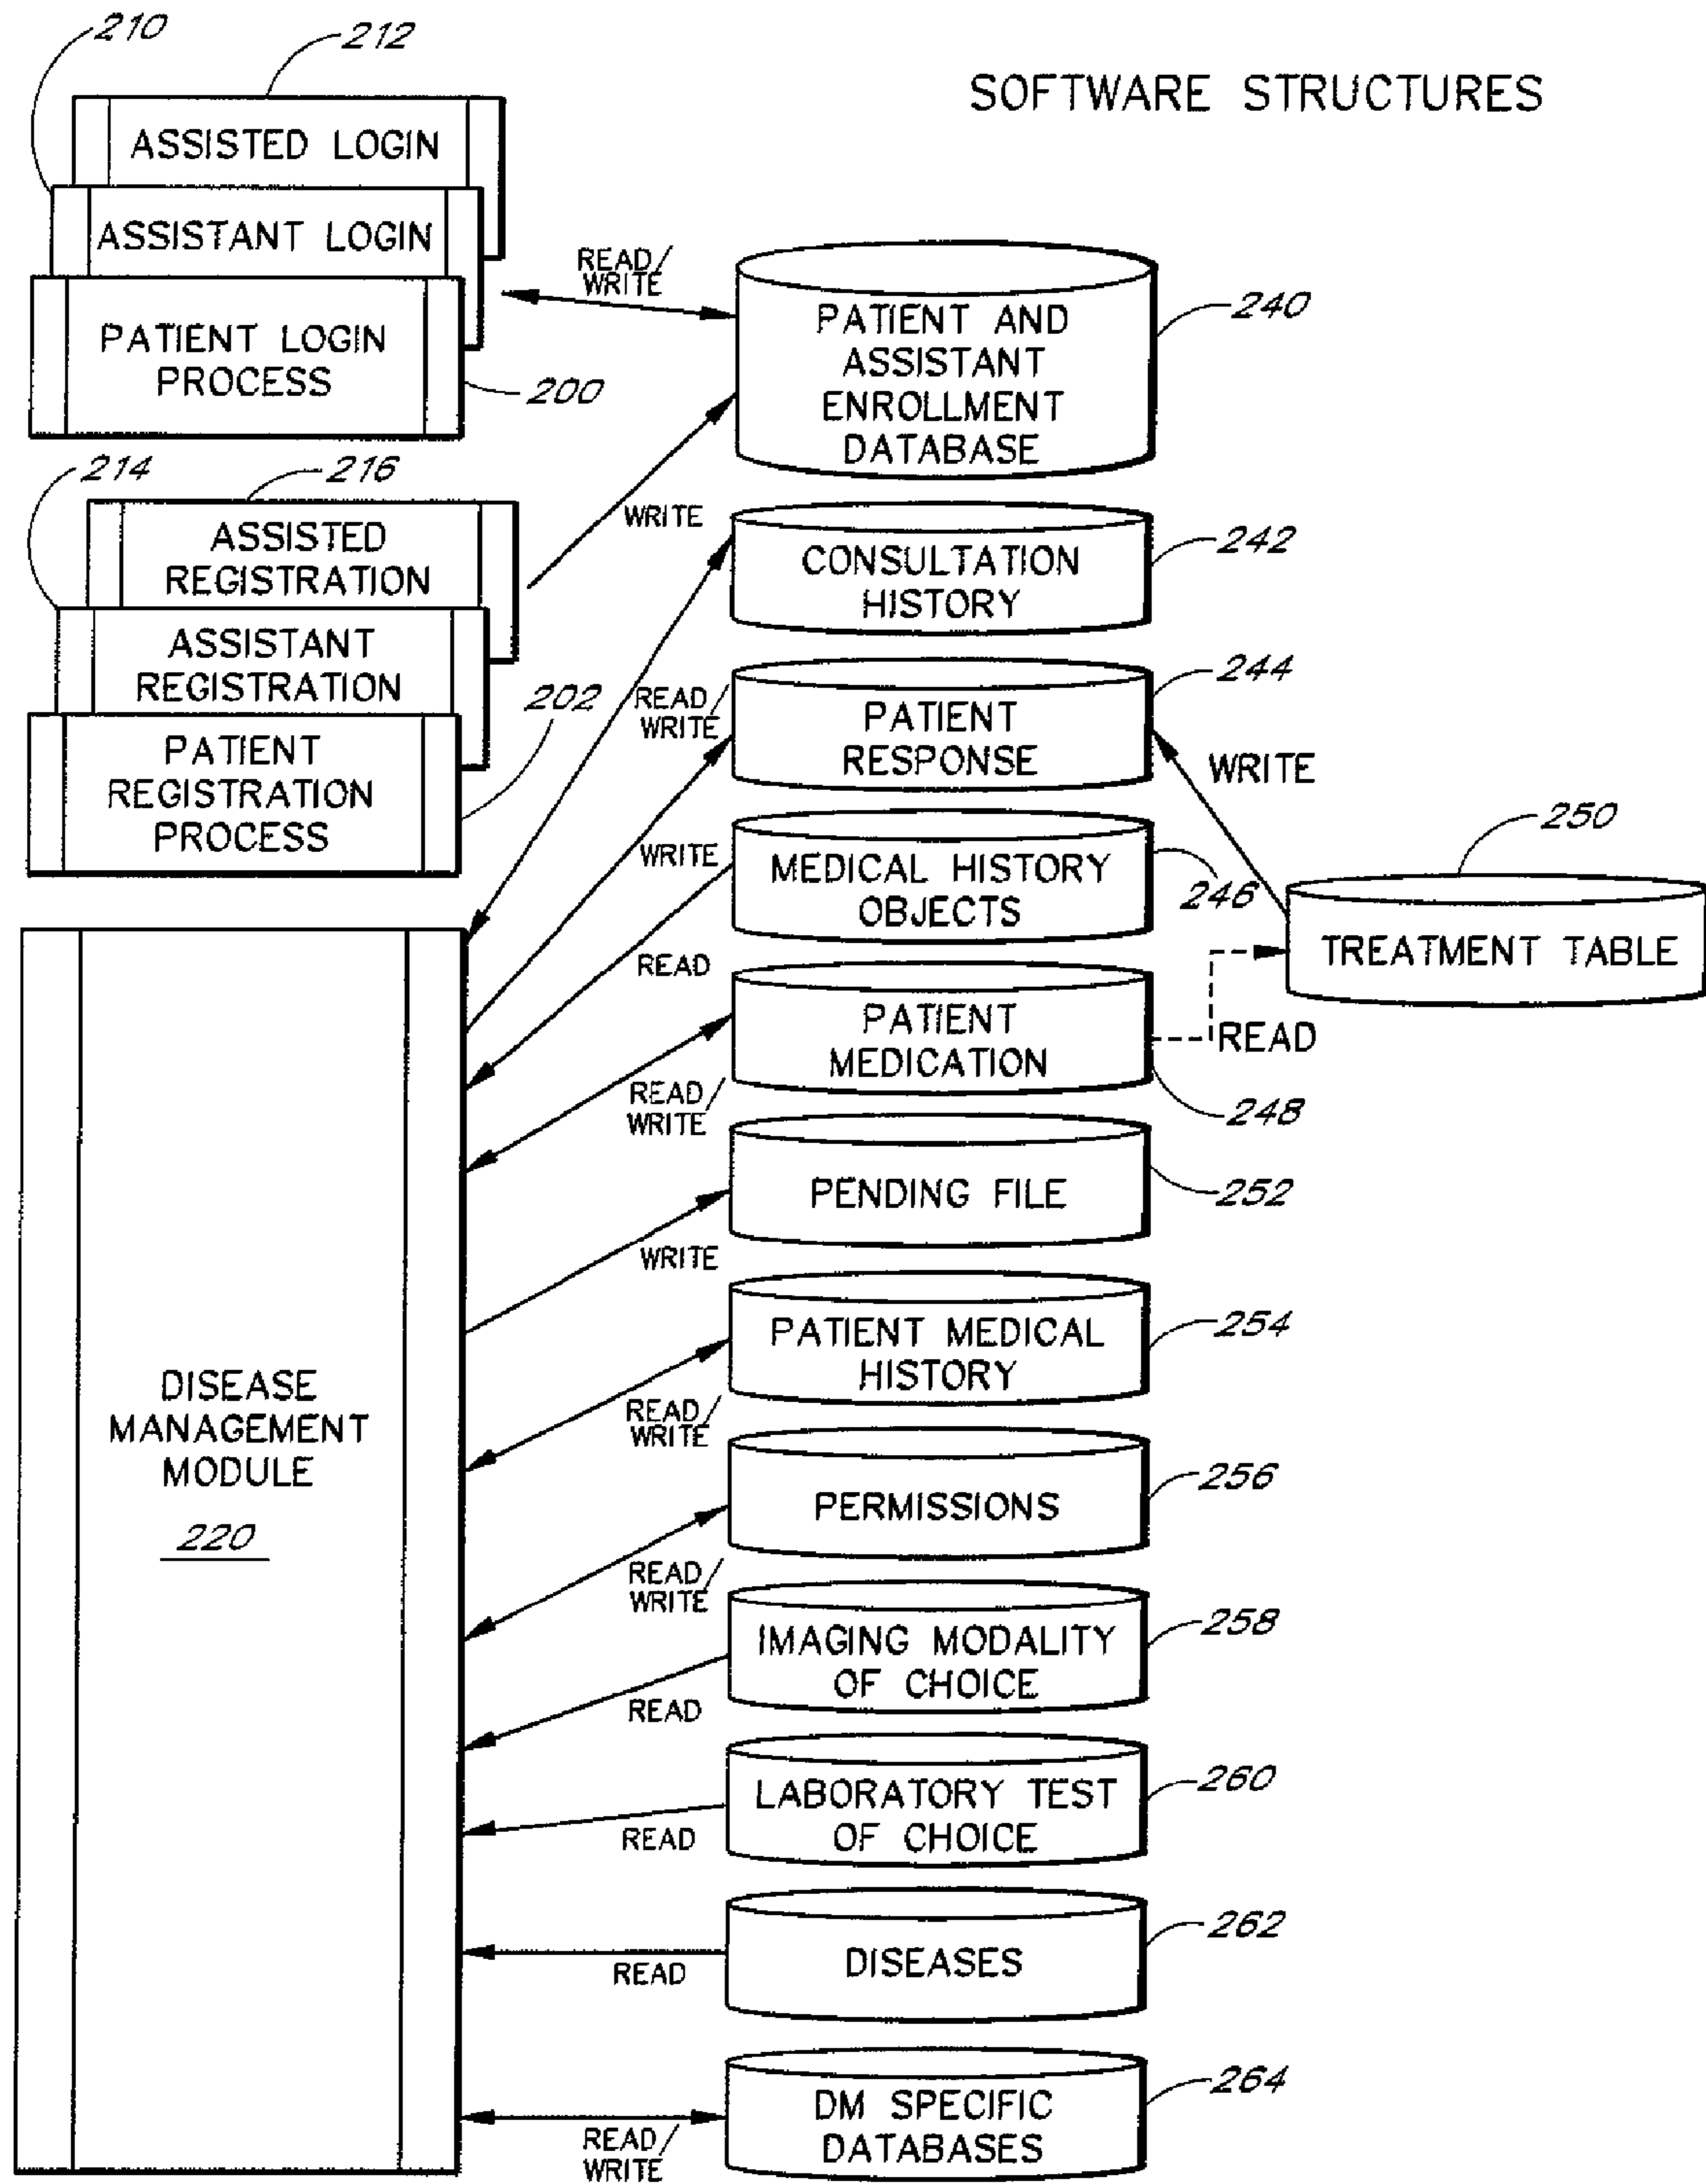 210
212
SOFTWARE STRUCTURES
ASSISTED LOGIN
ASSISTANT LOGIN
PATIENT LOGIN
PROCESS
200
READ/
WRITE
PATIENT AND
ASSISTANT
ENROLLMENT
DATABASE
240
214
216
ASSISTED
REGISTRATION
ASSISTANT
REGISTRATION
PATIENT
REGISTRATION
PROCESS
202
WRITE
CONSULTATION
HISTORY
242
READ/
WRITE
PATIENT
RESPONSE
244
WRITE
WRITE
MEDICAL HISTORY
OBJECTS
246
250
TREATMENT TABLE
READ
PATIENT
MEDICATION
READ
248
READ/
WRITE
PENDING FILE
252
WRITE
PATIENT MEDICAL
HISTORY
254
DISEASE
MANAGEMENT
MODULE
220
READ/
WRITE
PERMISSIONS
256
READ/
WRITE
IMAGING MODALITY
OF CHOICE
258
READ
LABORATORY TEST
OF CHOICE
260
READ
DISEASES
262
READ
DM SPECIFIC
DATABASES
264
READ/
WRITE